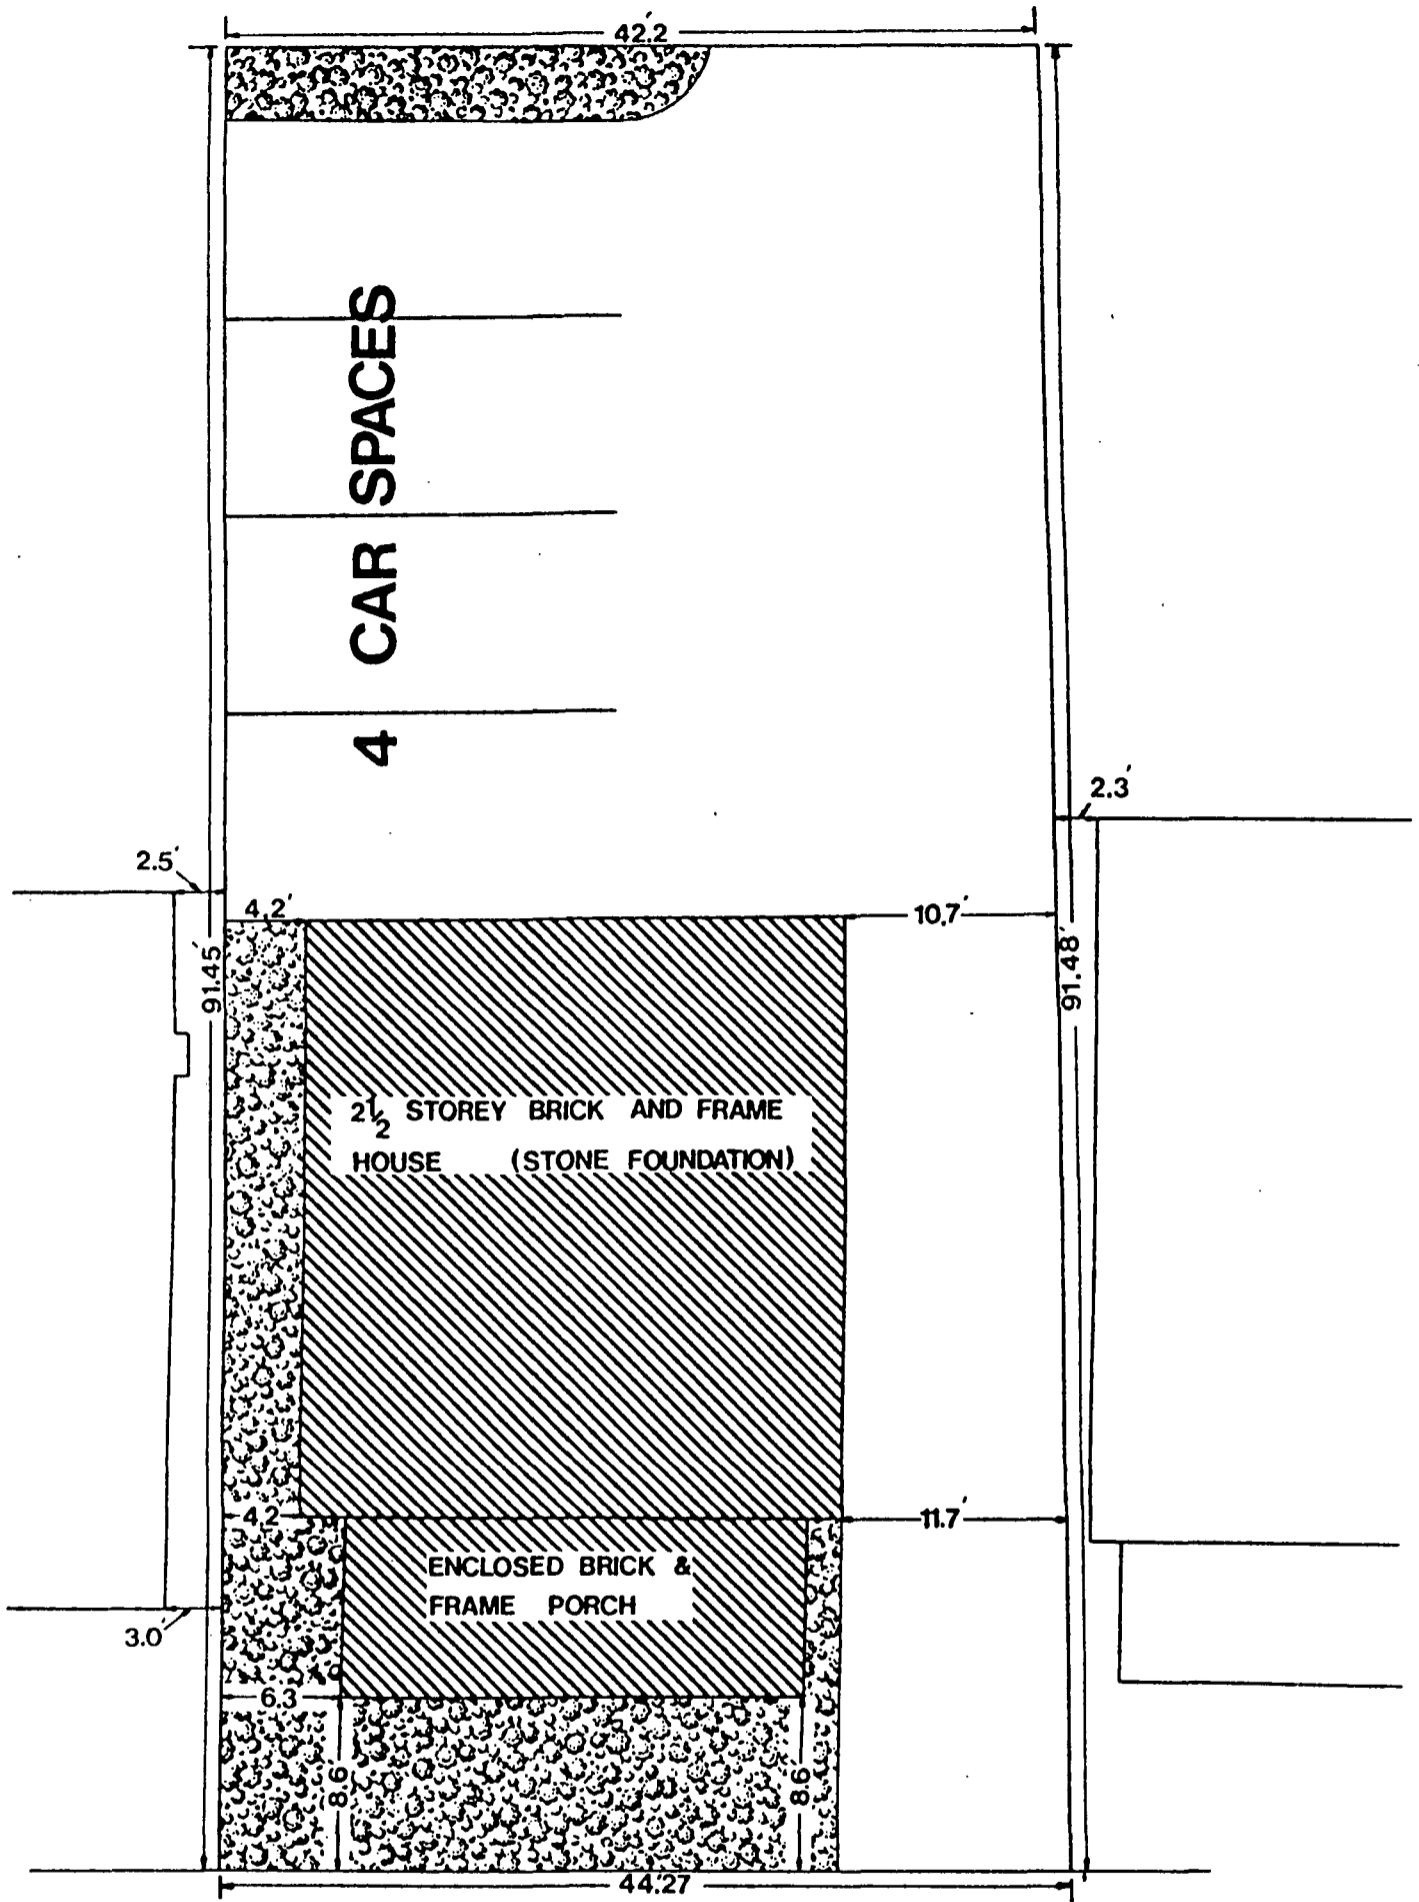 42.2'
4 CAR SPACES
2.3'
2.5'
4.2'
10.7'
91.45'
91.48'
2½ STOREY BRICK AND FRAME
HOUSE (STONE FOUNDATION)
4.2
11.7'
ENCLOSED BRICK &
FRAME PORCH
3.0'
6.3
8.6'
8.6'
44.27